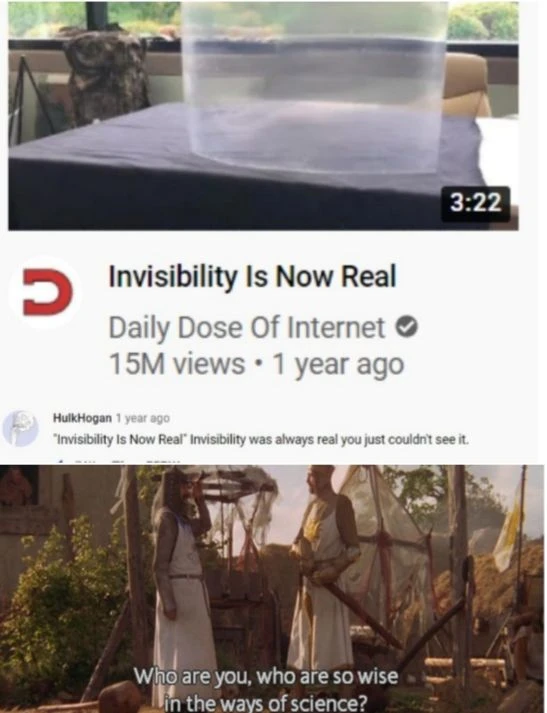 3:22
Invisibility Is Now Real
Daily Dose Of Internet
15M views • 1 year ago
HulkHogan 1 year ago
"Invisibility Is Now Real" Invisibility was always real you just couldn't see it.
Who are you, who are so wise
in the ways of science?